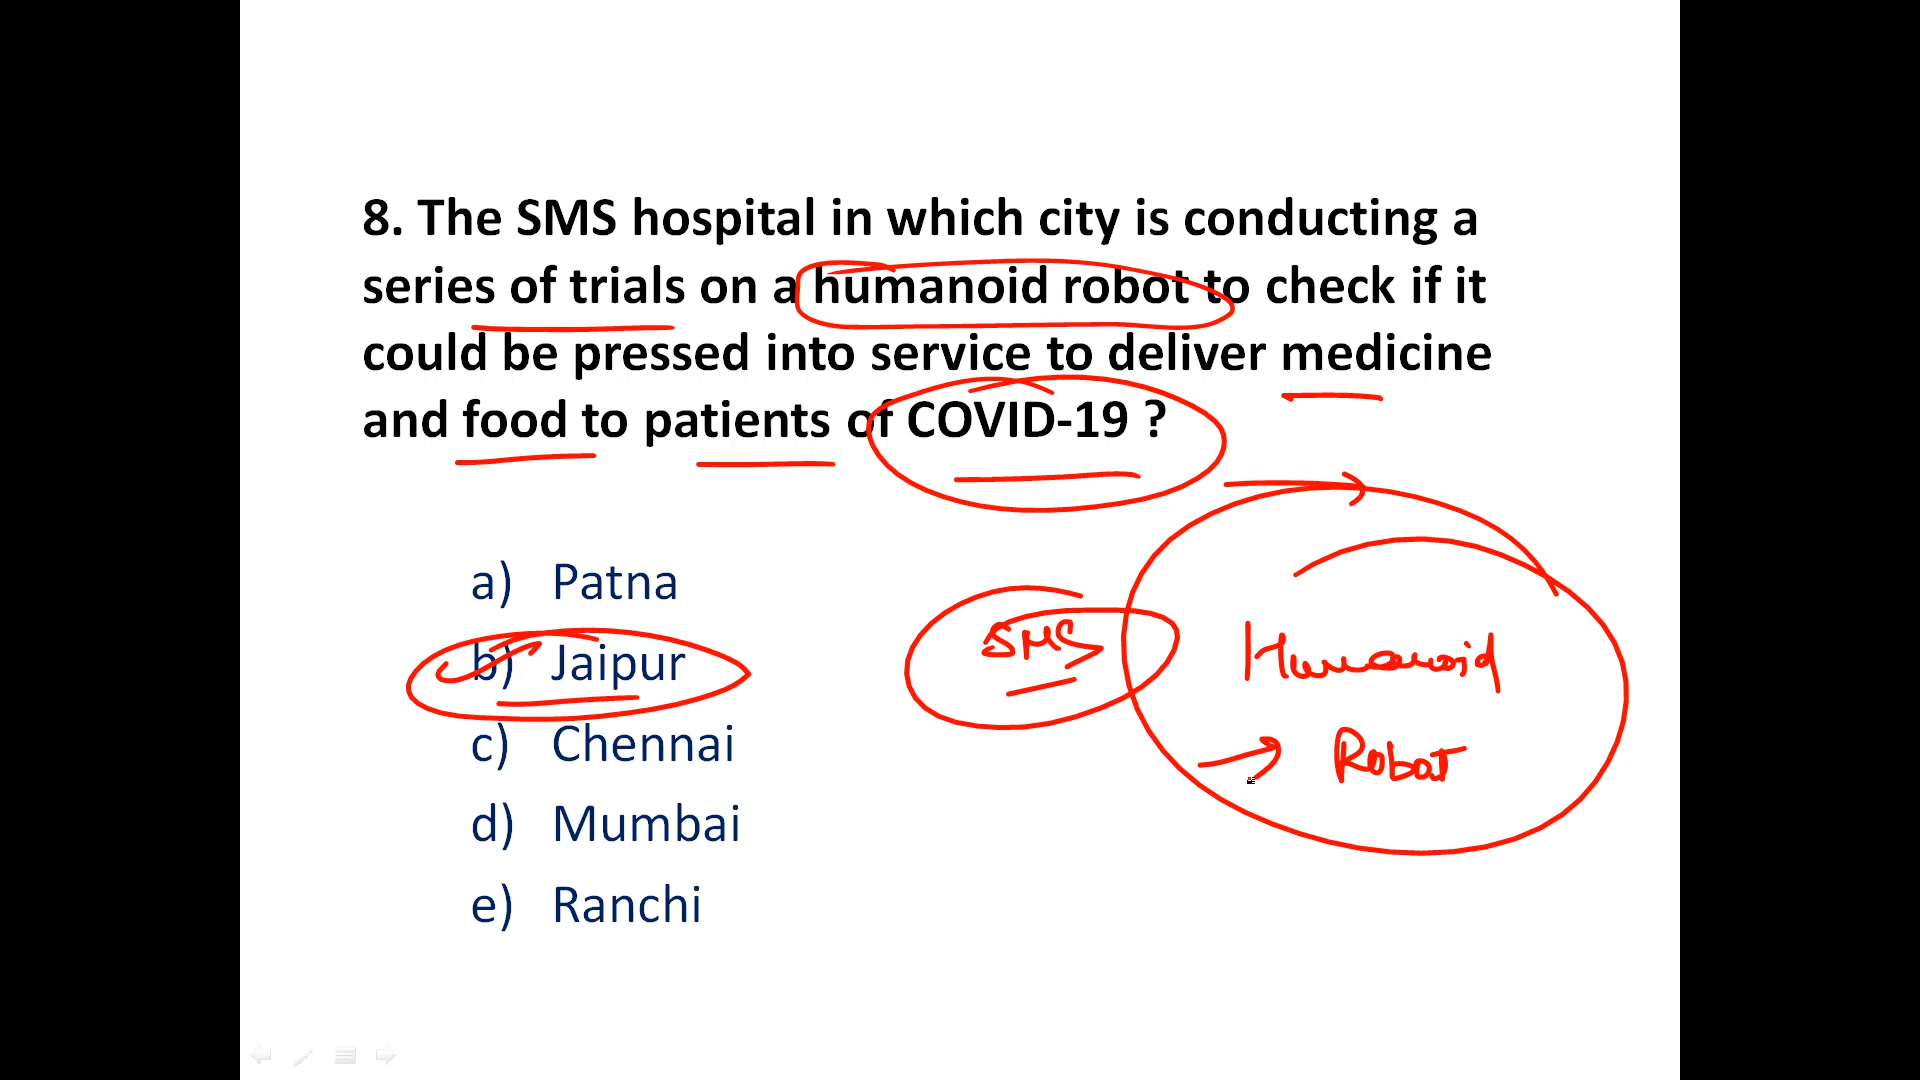 8. The SMS hospital in which city is conducting a
series of trials on a humanoid robot to check if it
could be pressed into service to deliver medicine
and food to patients of COVID-19 ?
a) Patna
b) Jaipur
c) Chennai
d) Mumbai
e) Ranchi
SMS
Humanoid
Robot